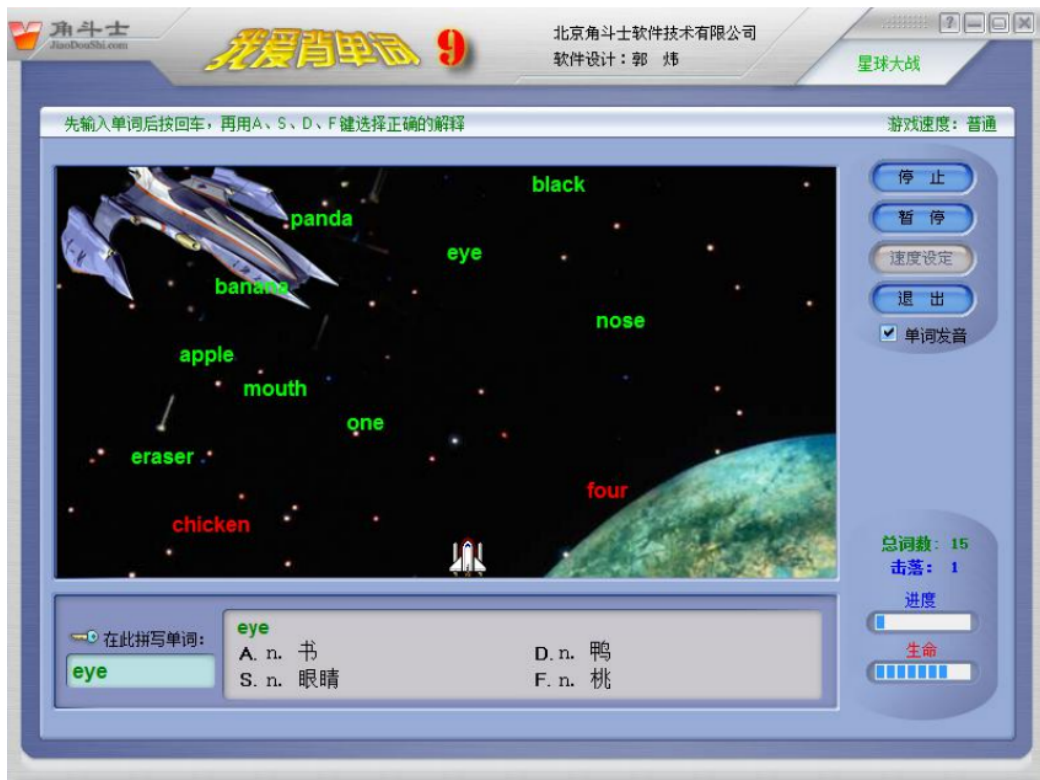 角斗士
JiaoDouShi.com
我爱背单词 9
北京角斗士软件技术有限公司
软件设计：郭 炜
星球大战
先输入单词后按回车，再用A、S、D、F键选择正确的解释
游戏速度：普通
black
panda
eye
banana
nose
apple
mouth
one
eraser
four
chicken
停 止
暂 停
速度设定
退 出
单词发音
总词数： 15
击落： 1
进度
生命
在此拼写单词：
eye
eye
A. n. 书
D. n. 鸭
S. n. 眼睛
F. n. 桃